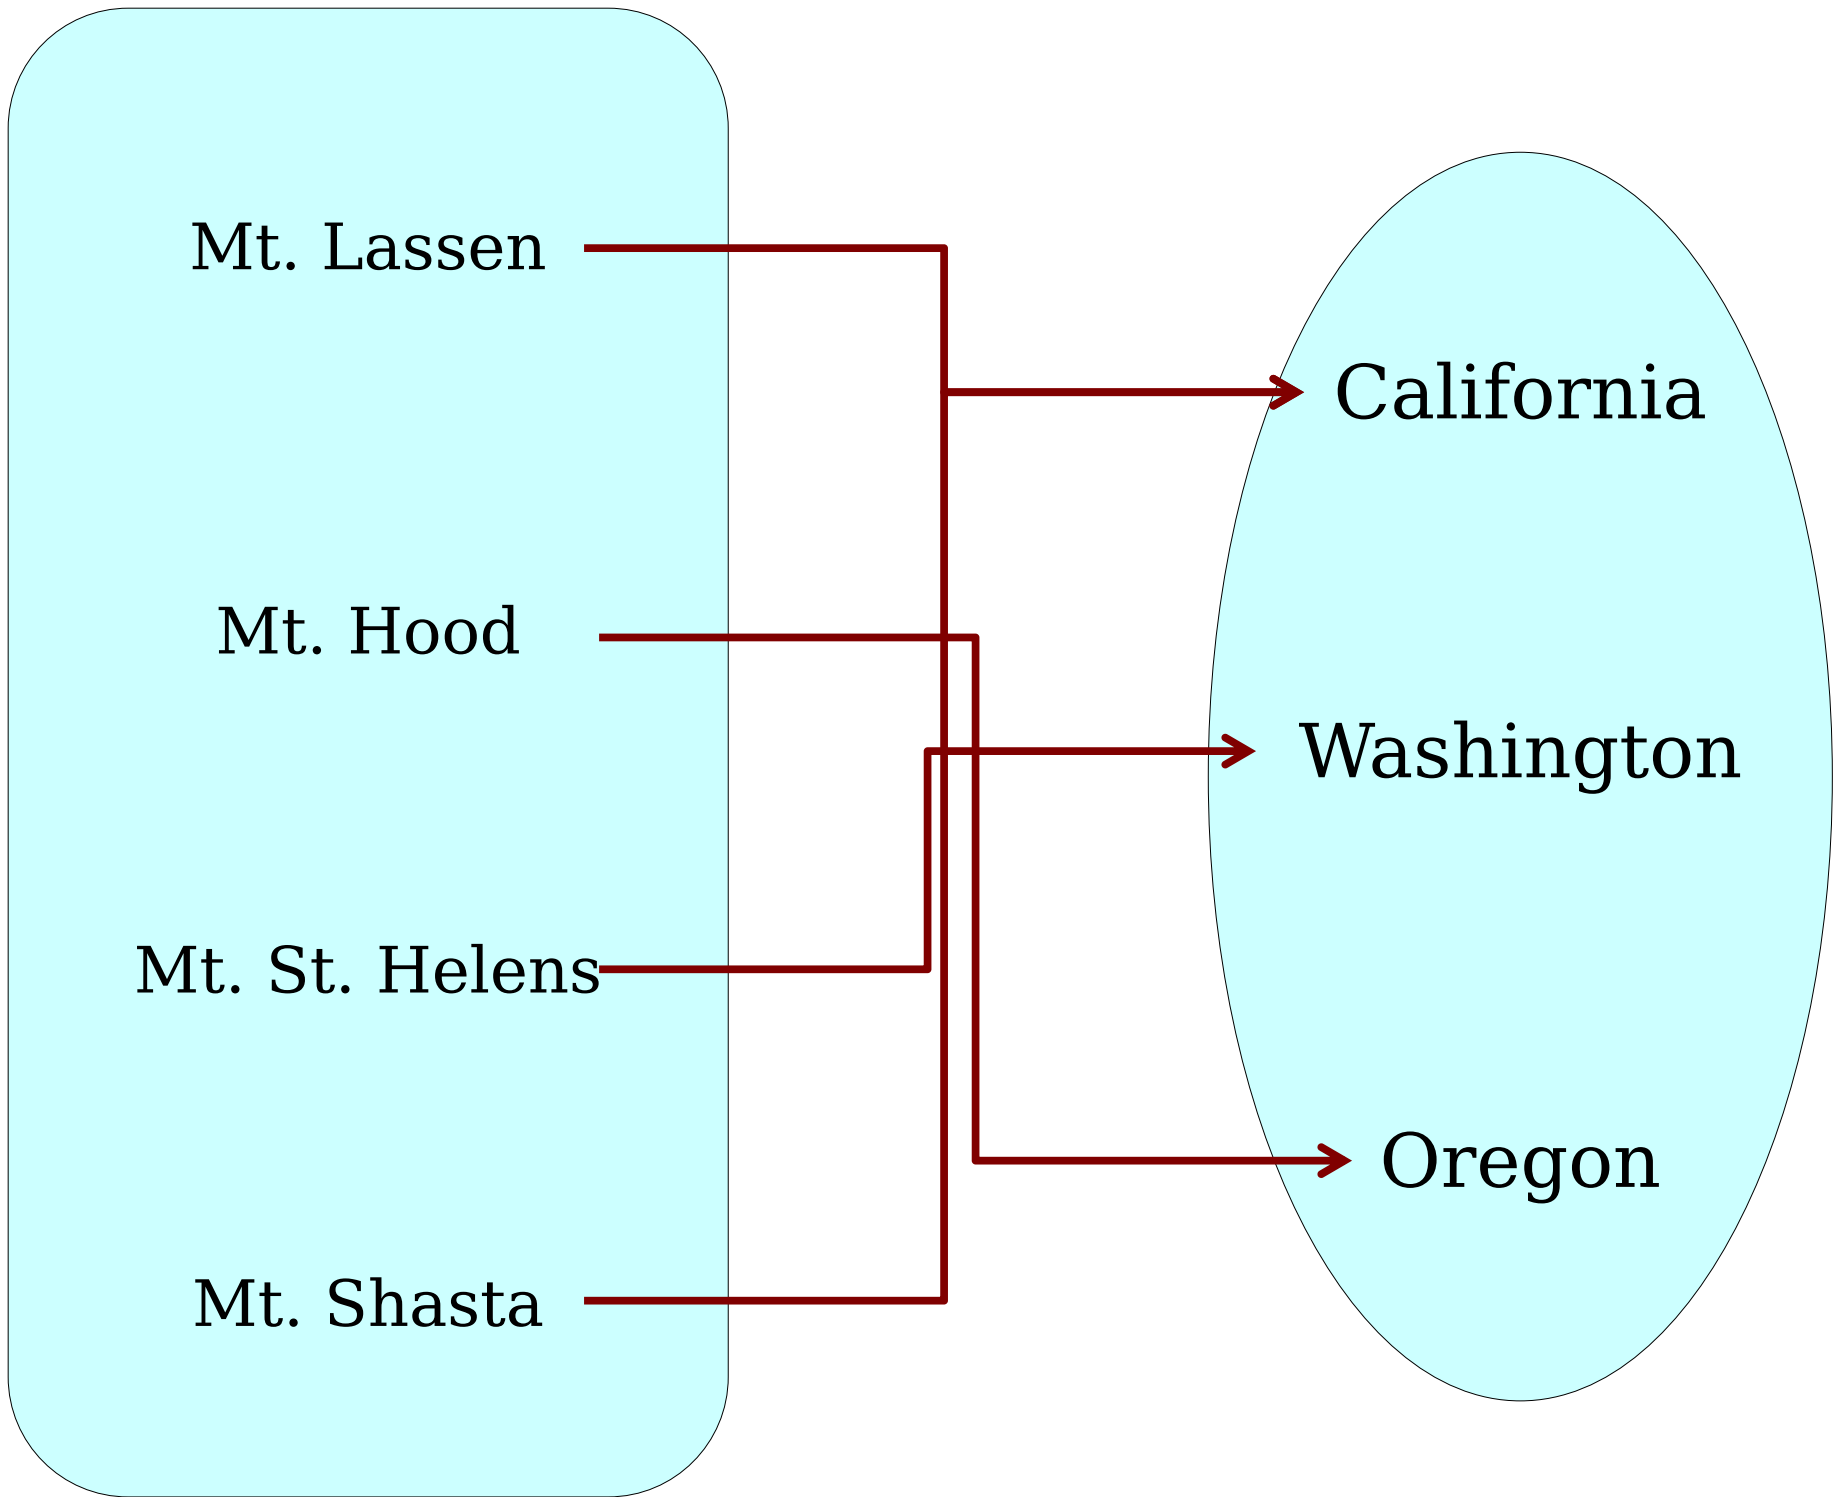 Mt. Lassen
Mt. Hood
Mt. St. Helens
Mt. Shasta
California
Washington
Oregon